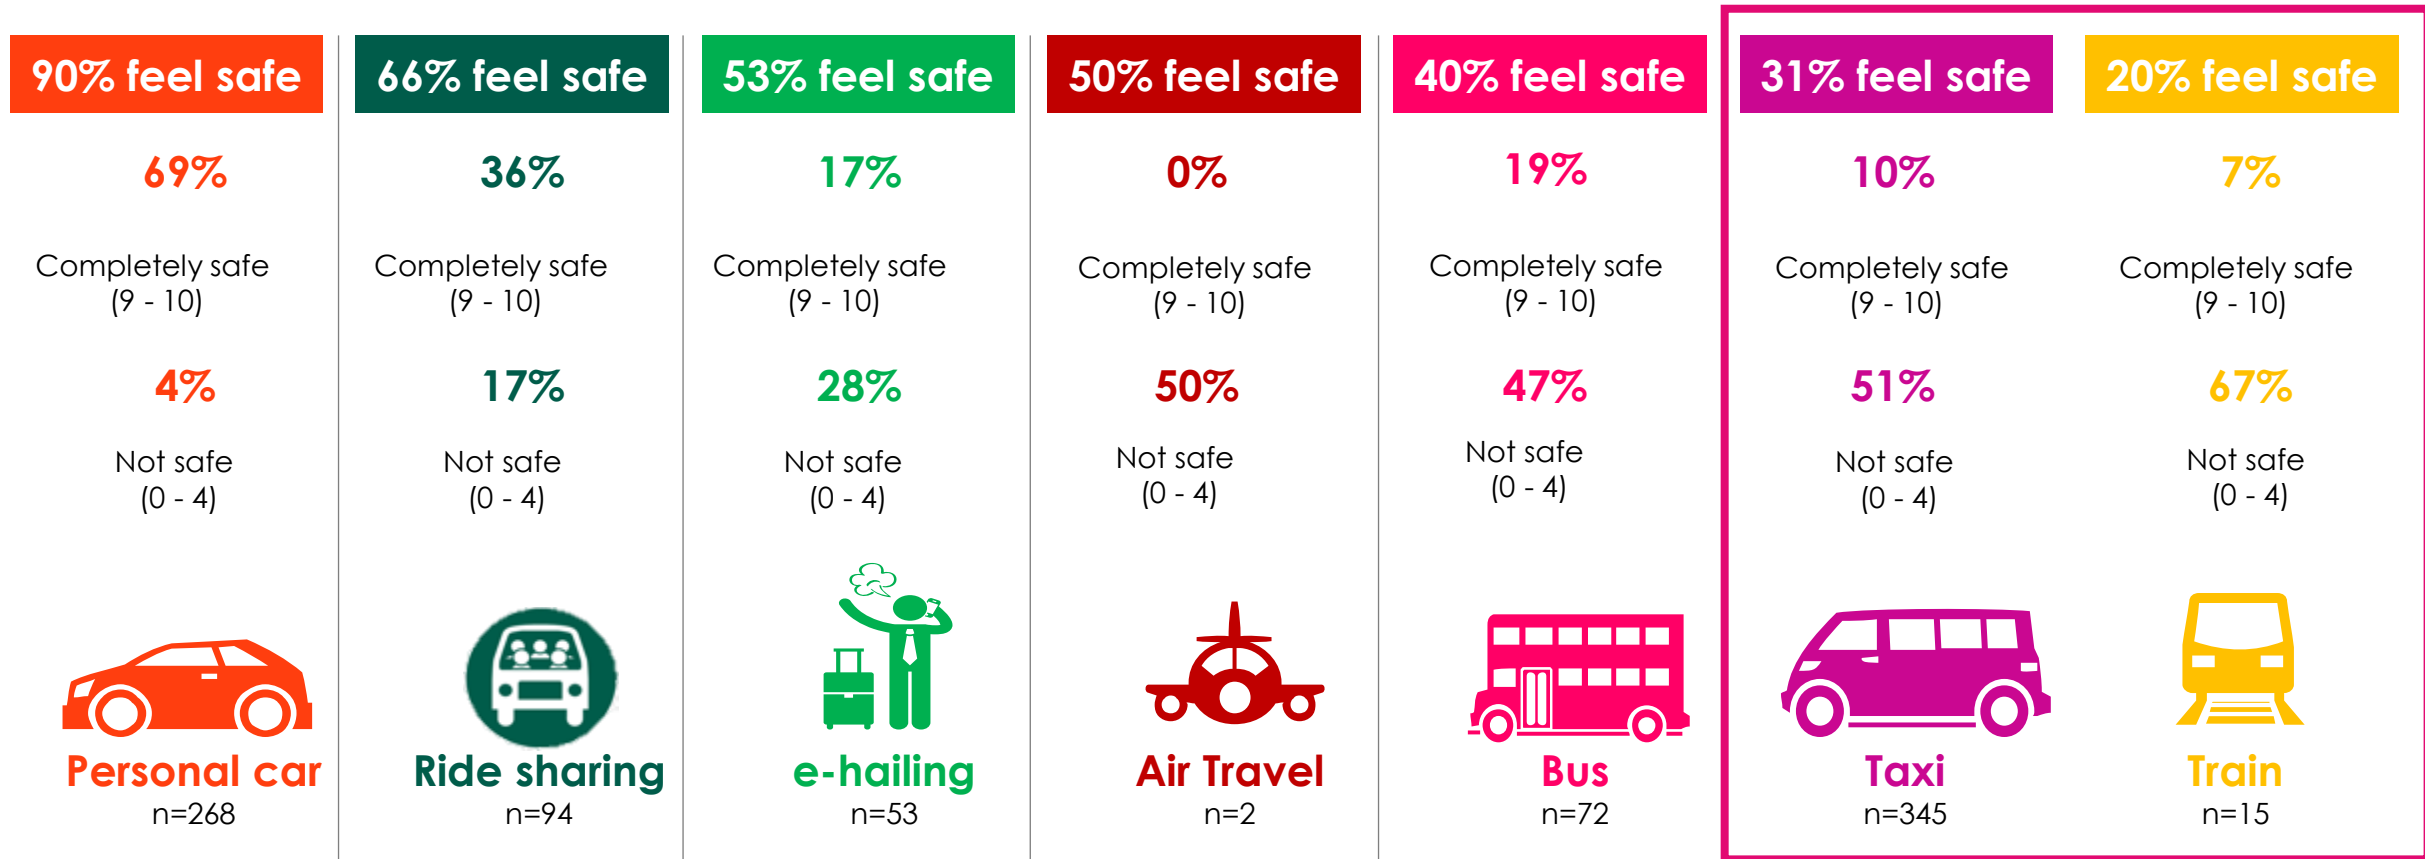 90% feel safe
69%
Completely safe
(9 - 10)
4%
Not safe
(0 - 4)
Personal car
n=268
66% feel safe
36%
Completely safe
(9 - 10)
17%
Not safe
(0 - 4)
Ride sharing
n=94
53% feel safe
17%
Completely safe
(9 - 10)
28%
Not safe
(0 - 4)
e-hailing
n=53
50% feel safe
0%
Completely safe
(9 - 10)
50%
Not safe
(0 - 4)
Air Travel
n=2
40% feel safe
19%
Completely safe
(9 - 10)
47%
Not safe
(0 - 4)
Bus
n=72
31% feel safe
10%
Completely safe
(9 - 10)
51%
Not safe
(0 - 4)
Taxi
n=345
20% feel safe
7%
Completely safe
(9 - 10)
67%
Not safe
(0 - 4)
Train
n=15